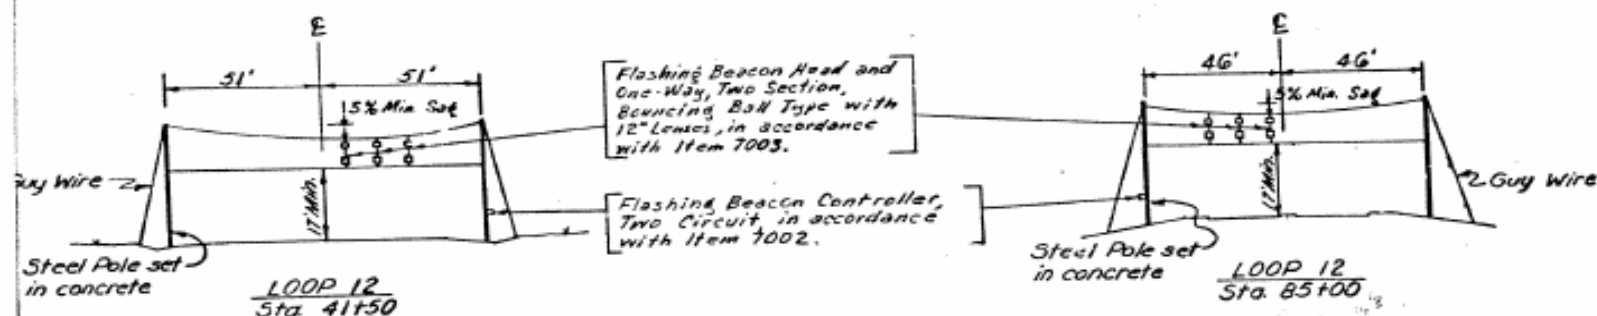 ℄
51'
51'
5% Min Sag
Guy Wire
17' Min.
Steel Pole set
in concrete
LOOP 12
Sta 41+50
Flashing Beacon Head and
One-Way, Two Section,
Bouncing Ball Type with
12" Lenses, in accordance
with Item 7003.
Flashing Beacon Controller,
Two Circuit, in accordance
with Item 7002.
℄
46'
46'
5% Min. Sag
17' Min.
Guy Wire
Steel Pole set
in concrete
LOOP 12
Sta. 85+00